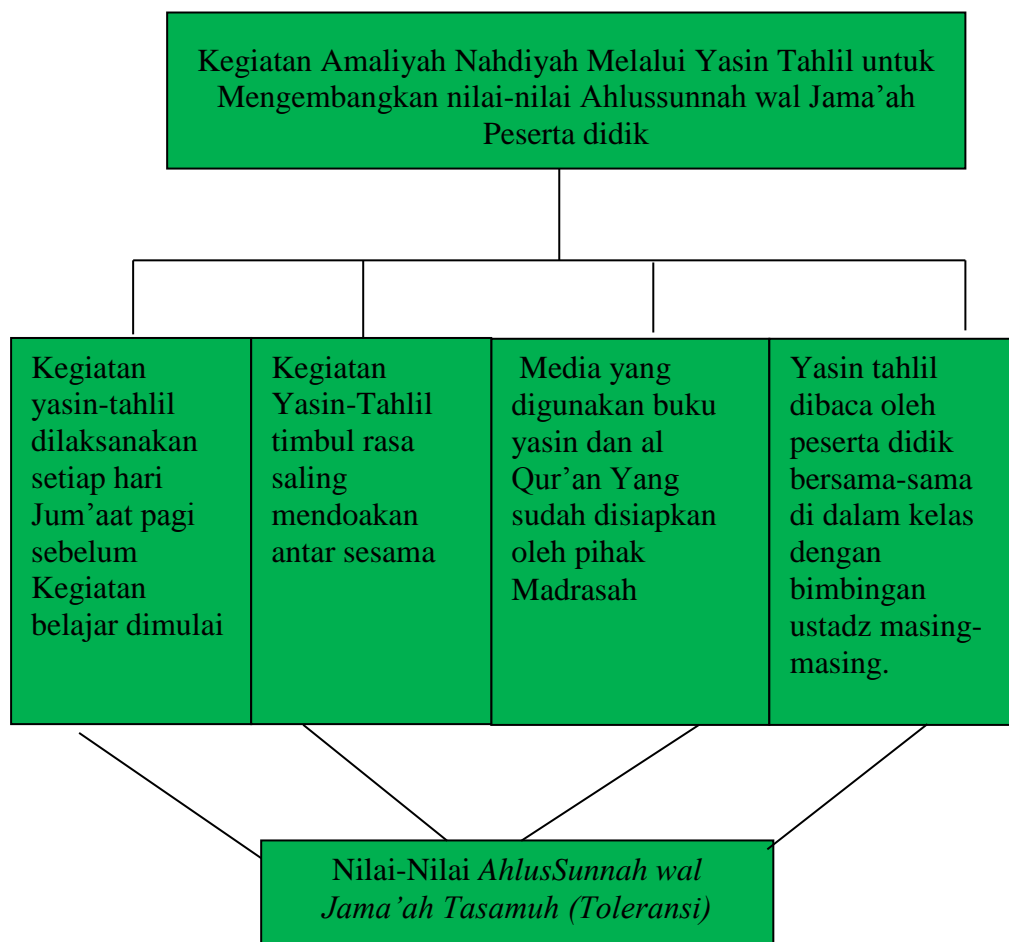 Kegiatan Amaliyah Nahdiyah Melalui Yasin Tahlil untuk
Mengembangkan nilai-nilai Ahlussunnah wal Jama’ah
Peserta didik
Kegiatan
yasin-tahlil
dilaksanakan
setiap hari
Jum’aat pagi
sebelum
Kegiatan
belajar dimulai
Kegiatan
Yasin-Tahlil
timbul rasa
saling
mendoakan
antar sesama
Media yang
digunakan buku
yasin dan al
Qur’an Yang
sudah disiapkan
oleh pihak
Madrasah
Yasin tahlil
dibaca oleh
peserta didik
bersama-sama
di dalam kelas
dengan
bimbingan
ustadz masing-
masing.
Nilai-Nilai AhlusSunnah wal
Jama’ah Tasamuh (Toleransi)